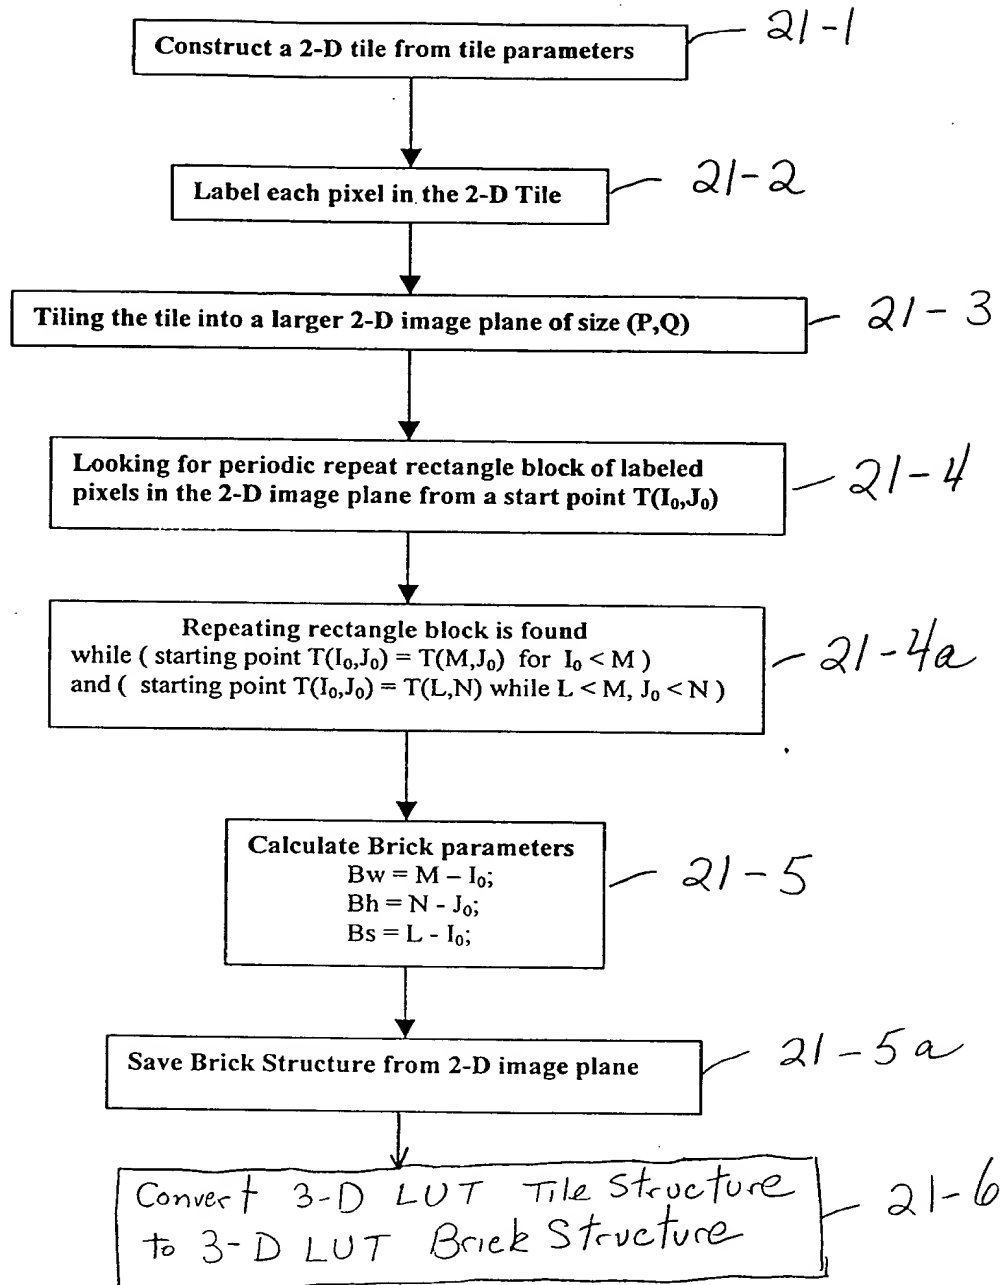 Construct a 2-D tile from tile parameters
21-1
Label each pixel in the 2-D Tile
21-2
Tiling the tile into a larger 2-D image plane of size (P,Q)
21-3
Looking for periodic repeat rectangle block of labeled
pixels in the 2-D image plane from a start point T(I₀,J₀)
21-4
Repeating rectangle block is found
while ( starting point T(I₀,J₀) = T(M,J₀) for I₀ < M )
and ( starting point T(I₀,J₀) = T(L,N) while L < M, J₀ < N )
21-4a
Calculate Brick parameters
Bw = M – I₀;
Bh = N - J₀;
Bs = L - I₀;
21-5
Save Brick Structure from 2-D image plane
21-5a
Convert 3-D LUT Tile Structure
to 3-D LUT Brick Structure
21-6